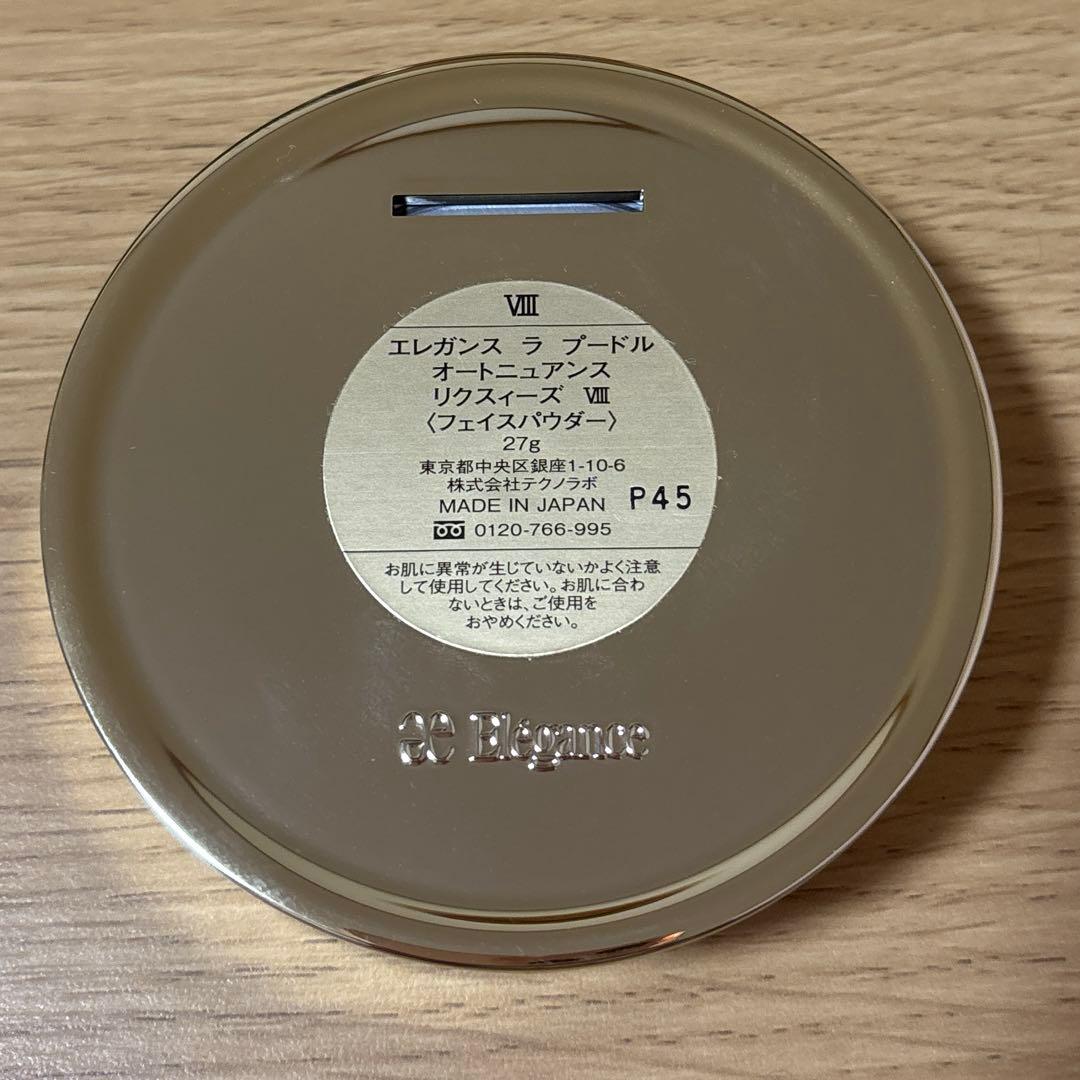 Ⅷ
エレガンス ラ プードル
オートニュアンス
リクスィーズ Ⅷ
〈フェイスパウダー〉
27g
東京都中央区銀座1-10-6
株式会社テクノラボ
MADE IN JAPAN P45
0120-766-995
お肌に異常が生じていないかよく注意
して使用してください。お肌に合わ
ないときは、ご使用を
おやめください。
Elégance